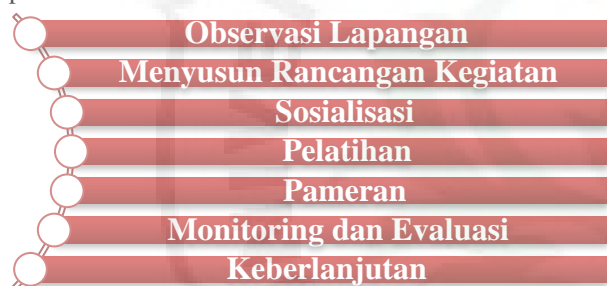 Observasi Lapangan
Menyusun Rancangan Kegiatan
Sosialisasi
Pelatihan
Pameran
Monitoring dan Evaluasi
Keberlanjutan